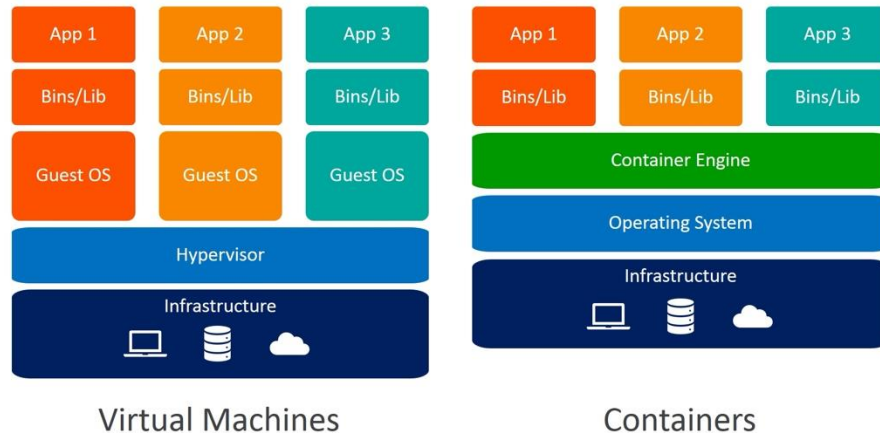 App 1
App 2
App 3
Bins/Lib
Bins/Lib
Bins/Lib
Guest OS
Guest OS
Guest OS
Hypervisor
Infrastructure
Virtual Machines
App 1
App 2
App 3
Bins/Lib
Bins/Lib
Bins/Lib
Container Engine
Operating System
Infrastructure
Containers